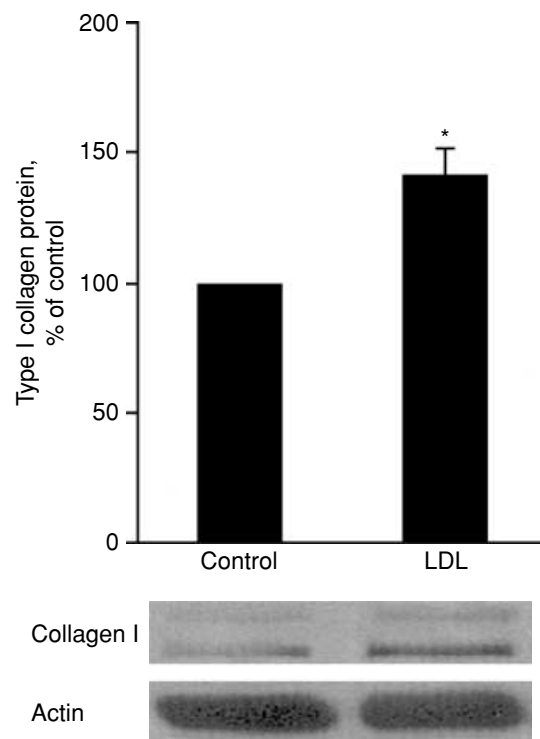 200
150
100
50
0
Type I collagen protein,
% of control
*
Control
LDL
Collagen I
Actin